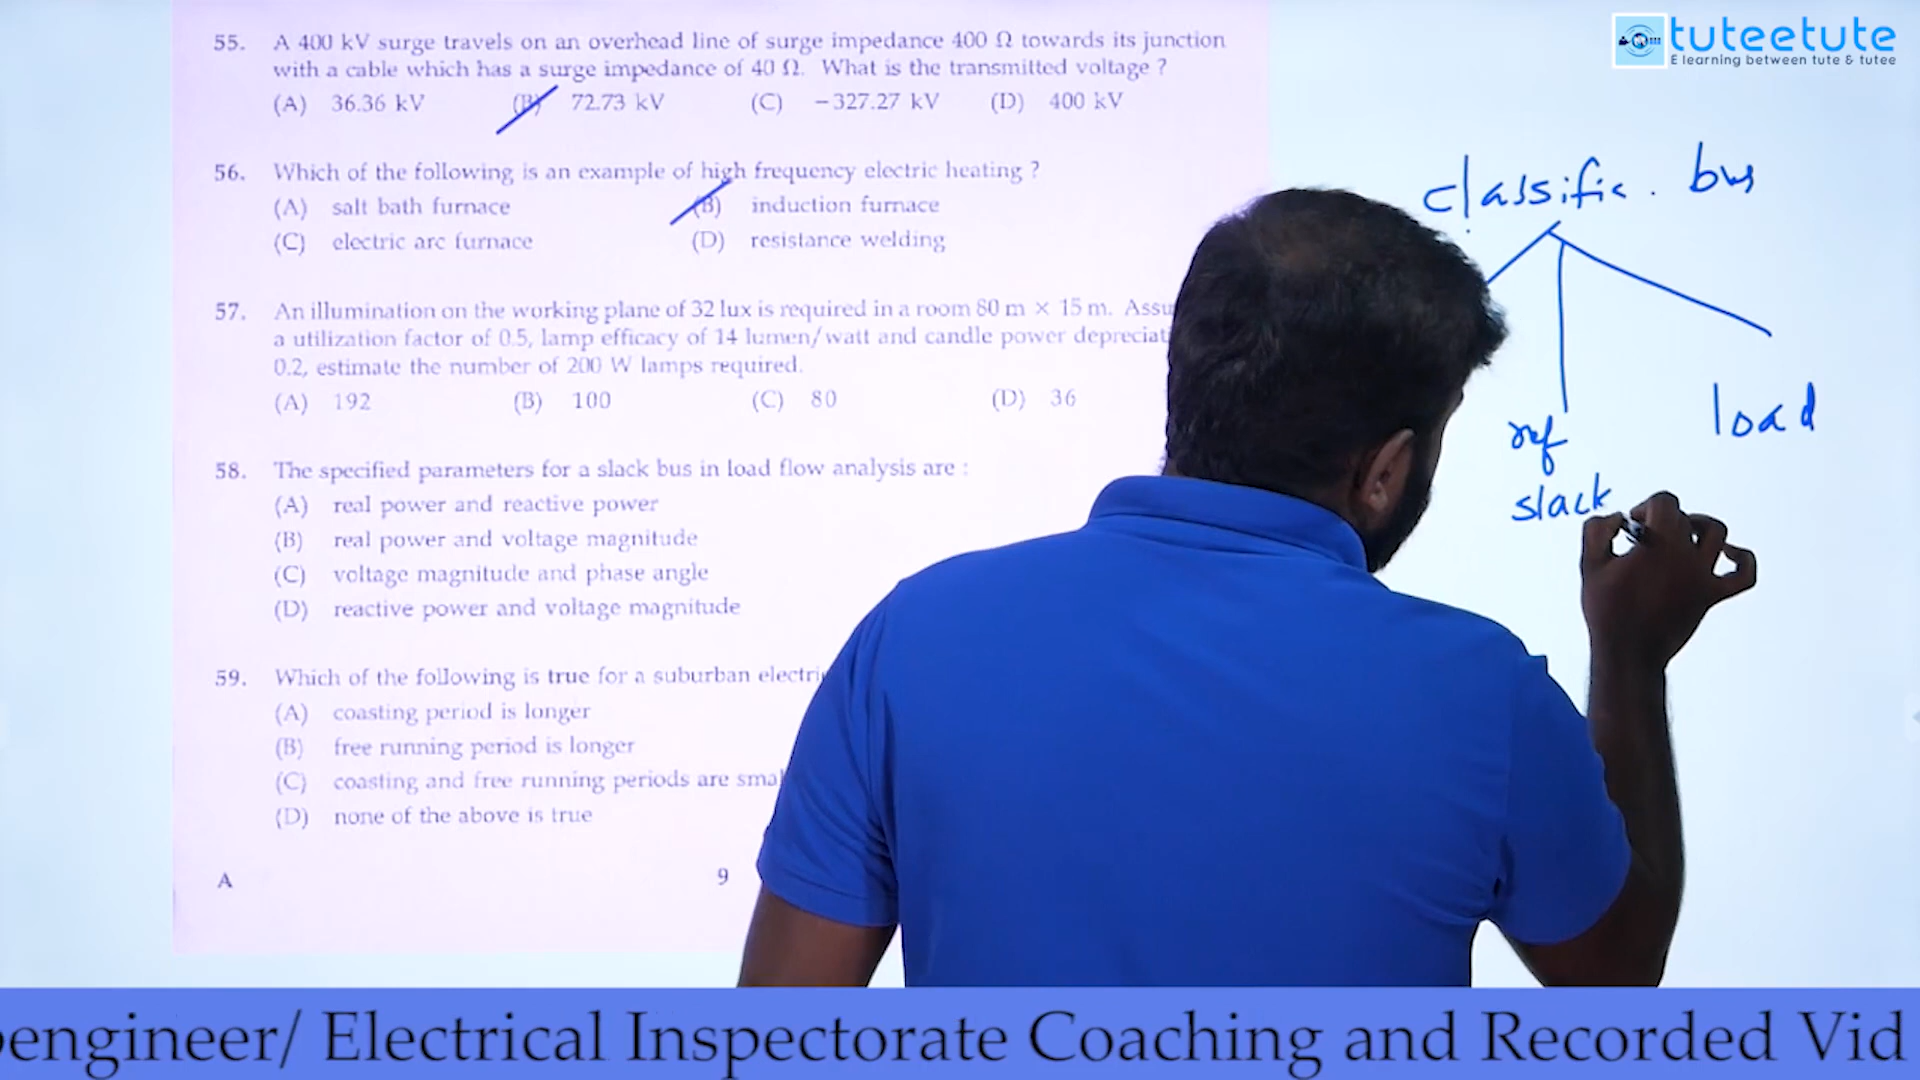 tuteetute
E learning between tute & tutee
55. A 400 kV surge travels on an overhead line of surge impedance 400 Ω towards its junction
with a cable which has a surge impedance of 40 Ω. What is the transmitted voltage ?
(A) 36.36 kV (B) 72.73 kV (C) −327.27 kV (D) 400 kV
56. Which of the following is an example of high frequency electric heating ?
(A) salt bath furnace (B) induction furnace
(C) electric arc furnace (D) resistance welding
57. An illumination on the working plane of 32 lux is required in a room 80 m × 15 m. Assu
a utilization factor of 0.5, lamp efficacy of 14 lumen/watt and candle power depreciat
0.2, estimate the number of 200 W lamps required.
(A) 192 (B) 100 (C) 80 (D) 36
58. The specified parameters for a slack bus in load flow analysis are :
(A) real power and reactive power
(B) real power and voltage magnitude
(C) voltage magnitude and phase angle
(D) reactive power and voltage magnitude
59. Which of the following is true for a suburban electri
(A) coasting period is longer
(B) free running period is longer
(C) coasting and free running periods are smal
(D) none of the above is true
A 9
classific. bus
ref
slack
load
engineer/ Electrical Inspectorate Coaching and Recorded Vid